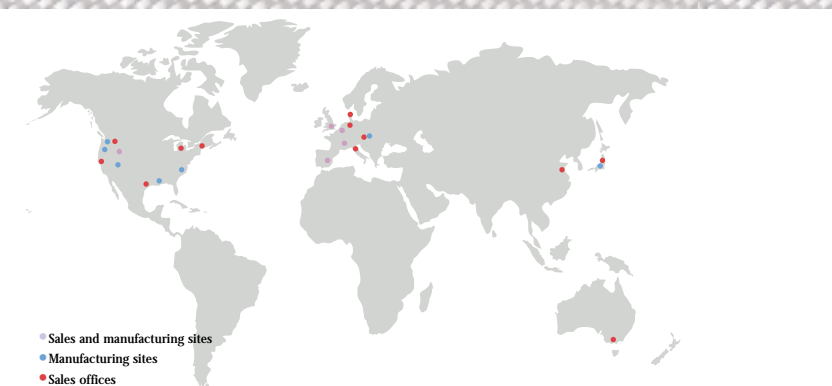 Sales and manufacturing sites
Manufacturing sites
Sales offices